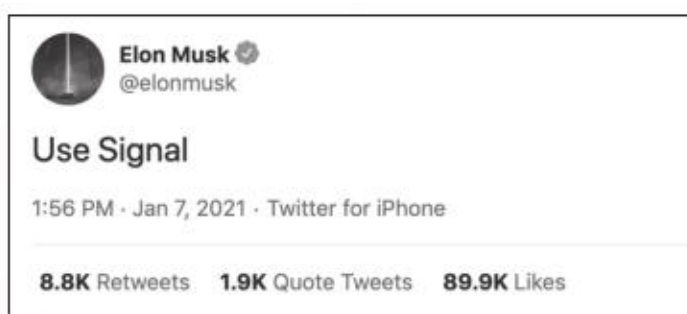 Elon Musk
@elonmusk
Use Signal
1:56 PM · Jan 7, 2021 · Twitter for iPhone
8.8K Retweets 1.9K Quote Tweets 89.9K Likes